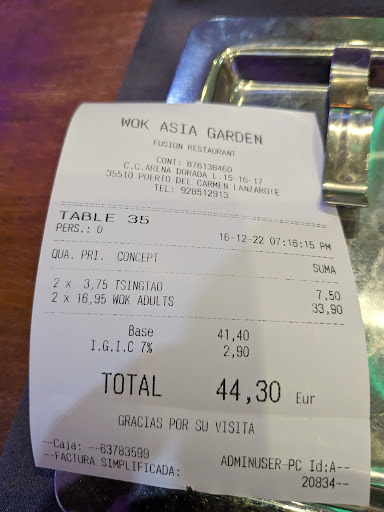 WOK ASIA GARDEN
FUSION RESTAURANT
CONT: B76138460
C.C.ARENA DORADA L.15-16-17
35510 PUERTO DEL CARMEN LANZAROTE
TEL: 928512913
TABLE 35
PERS.: 0 16-12-22 07:16:15 PM
QUA. PRI. CONCEPT SUMA
2 x 3,75 TSINGTAO 7,50
2 x 16,95 WOK ADULTS 33,90
Base 41,40
I.G.I.C 7% 2,90
TOTAL 44,30 Eur
GRACIAS POR SU VISITA
--Caja: --63783599 ADMINUSER-PC Id:A--
--FACTURA SIMPLIFICADA: 20834--